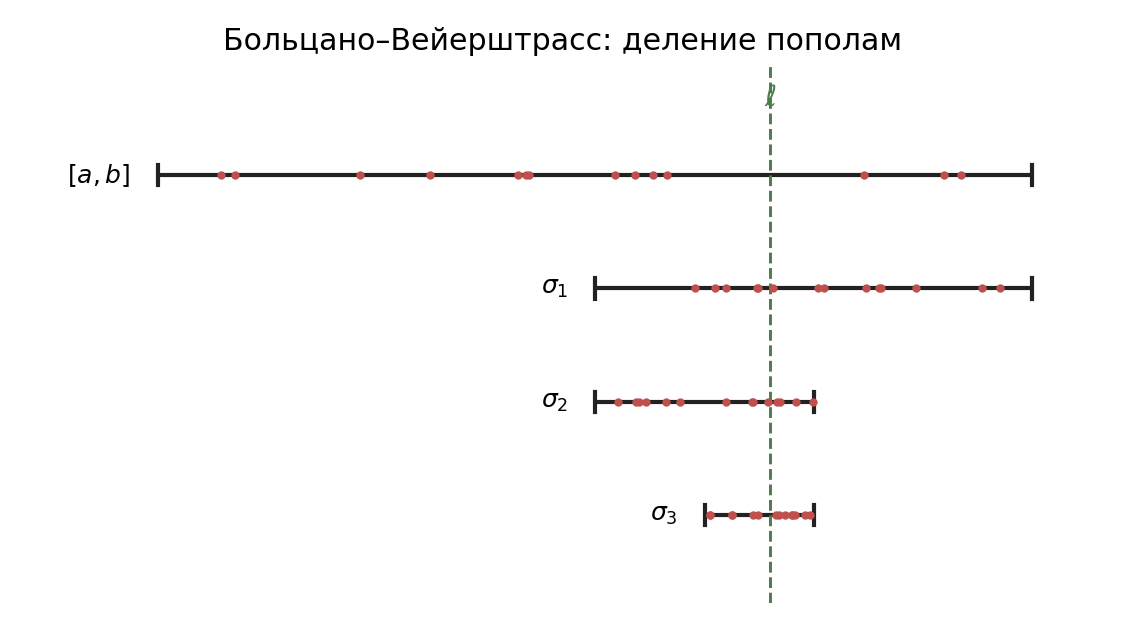 Больцано–Вейерштрасс: деление пополам
ℓ
[a, b]
σ₁
σ₂
σ₃